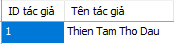 ID tác giả Tên tác giả
1 Thien Tam Tho Dau